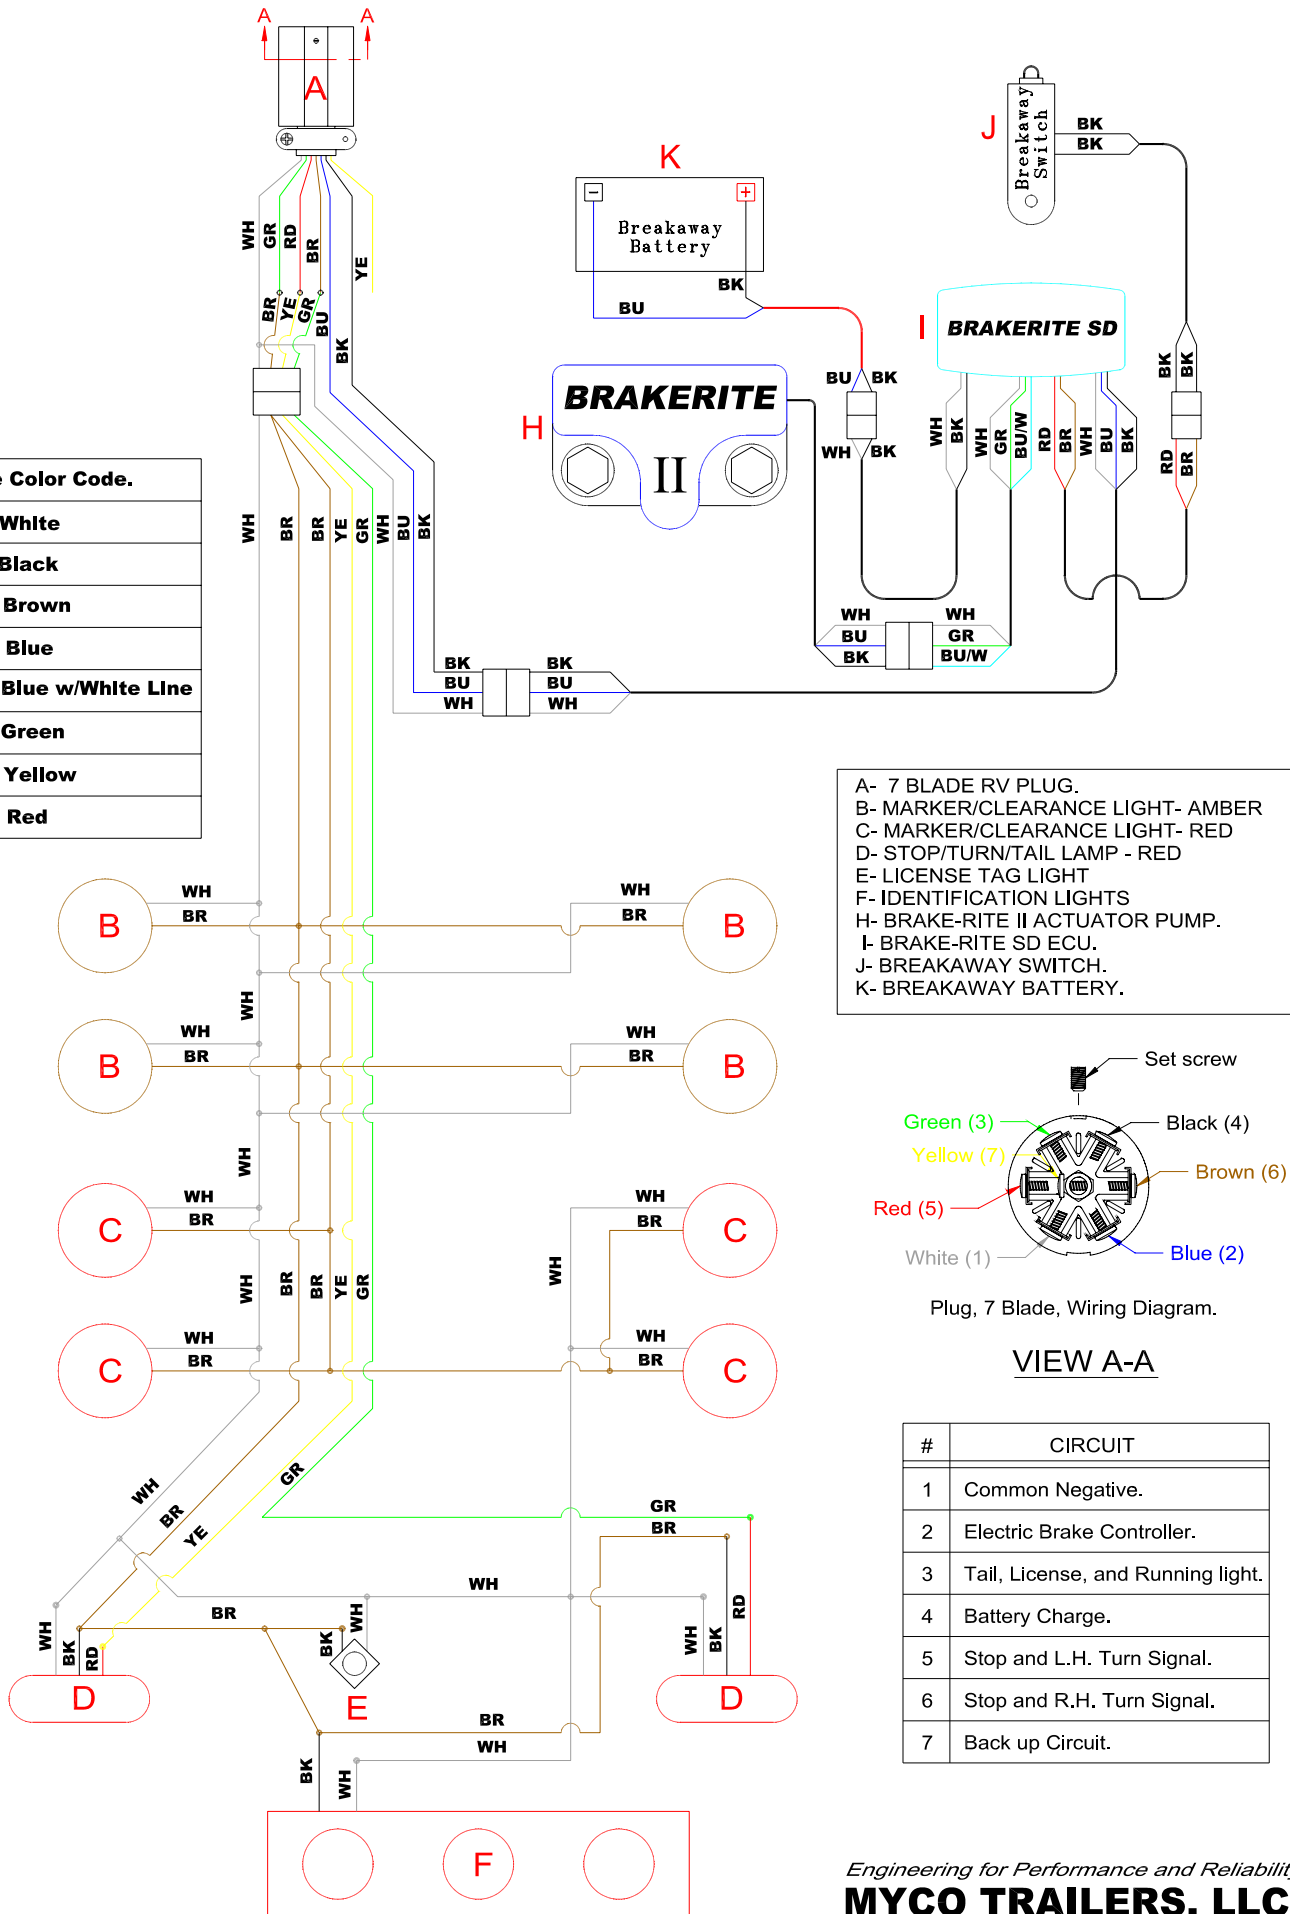 A A
A
WH GR RD BR YE
BR YE GR BU BK
K
Breakaway
Battery
BK
BU
J
Breakaway
Switch
BK
BK
I
BRAKERITE SD
BK BK
BU BK
WH BK
H
BRAKERITE
II
WH BK WH GR BU/W RD BR WH BU BK
RD BR
Color Code.
White
Black
Brown
Blue
Blue w/White Line
Green
Yellow
Red
WH BR BR YE GR WH BU BK
WH WH
BU GR
BK BU/W
BK BK
BU BU
WH WH
A- 7 BLADE RV PLUG.
B- MARKER/CLEARANCE LIGHT- AMBER
C- MARKER/CLEARANCE LIGHT- RED
D- STOP/TURN/TAIL LAMP - RED
E- LICENSE TAG LIGHT
F- IDENTIFICATION LIGHTS
H- BRAKE-RITE II ACTUATOR PUMP.
I- BRAKE-RITE SD ECU.
J- BREAKAWAY SWITCH.
K- BREAKAWAY BATTERY.
WH WH
B BR BR B
WH
WH WH
B BR BR B
WH
WH WH
C BR BR C
WH BR BR YE GR WH
WH WH
C BR BR C
Set screw
Green (3) Black (4)
Yellow (7)
Brown (6)
Red (5)
White (1) Blue (2)
Plug, 7 Blade, Wiring Diagram.
VIEW A-A
# CIRCUIT
1 Common Negative.
2 Electric Brake Controller.
3 Tail, License, and Running light.
4 Battery Charge.
5 Stop and L.H. Turn Signal.
6 Stop and R.H. Turn Signal.
7 Back up Circuit.
WH BR YE GR
GR
BR
WH
BR
WH BK RD BK WH WH BK RD
D E D
BR
WH
BK WH
F
Engineering for Performance and Reliability
MYCO TRAILERS, LLC